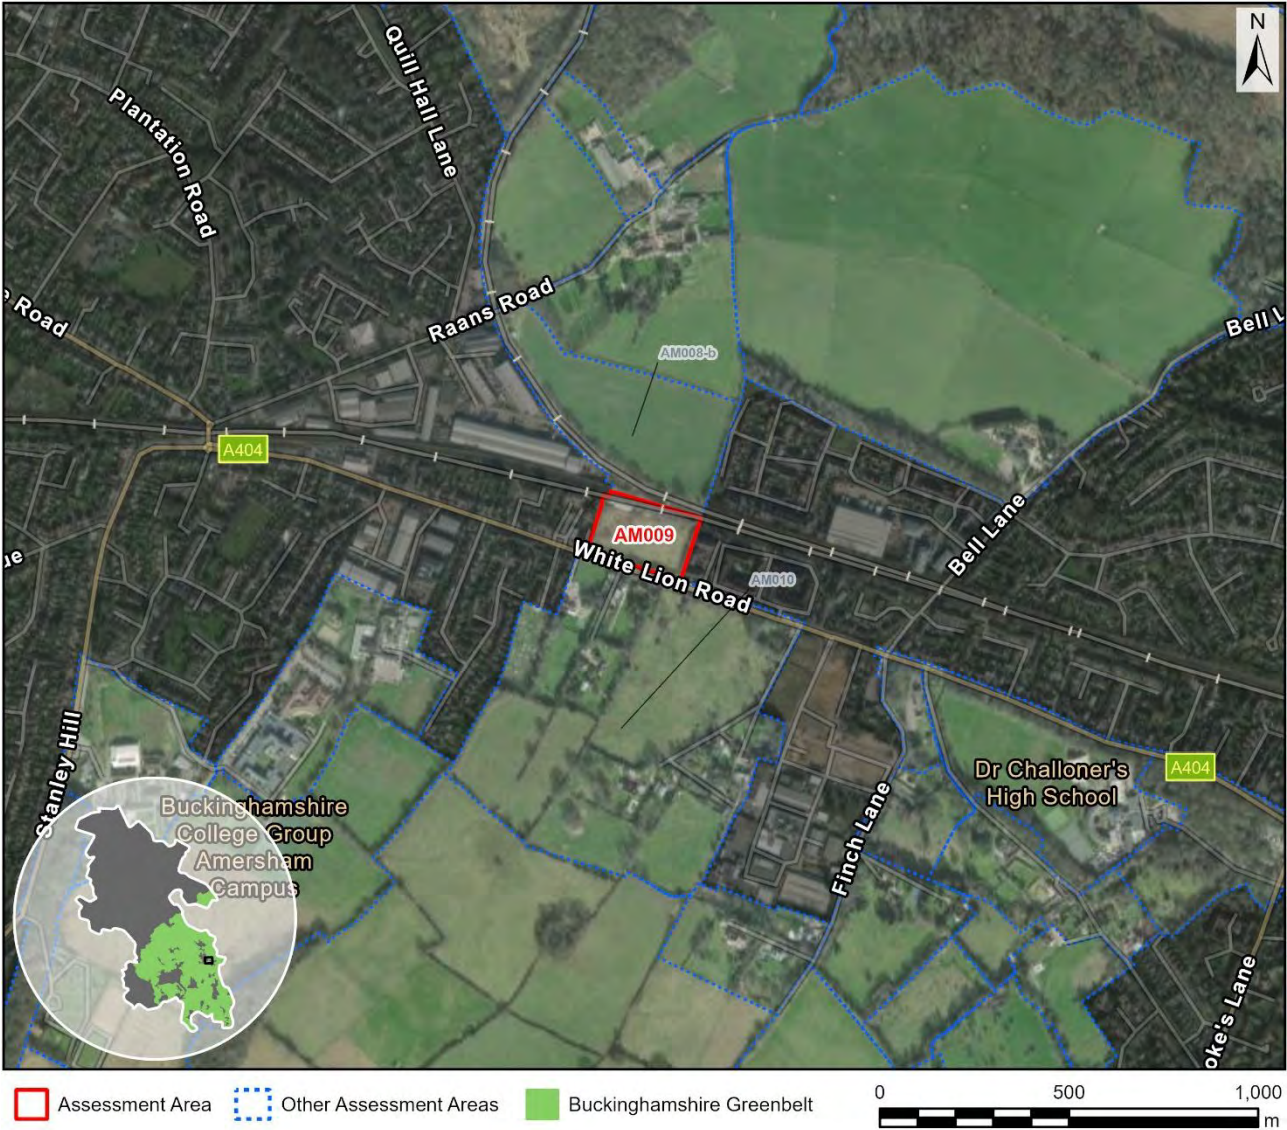 N
Quill Hall Lane
Plantation Road
e Road
Raans Road
Bell L
AM008-b
A404
AM009
White Lion Road
AM010
Bell Lane
ue
Stanley Hill
Finch Lane
Dr Challoner's
High School
A404
Buckinghamshire
College Group
Amersham
Campus
oke's Lane
Assessment Area
Other Assessment Areas
Buckinghamshire Greenbelt
0 500 1,000
m